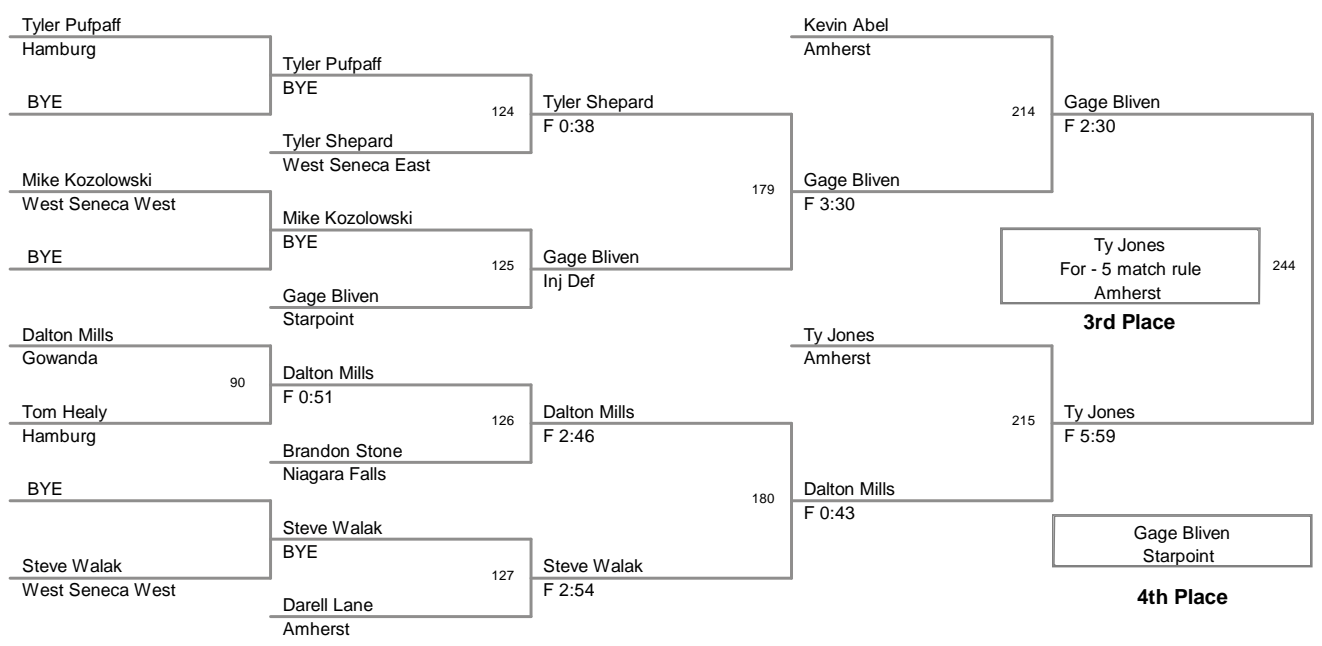 Tyler Pufpaff
Hamburg
BYE
Mike Kozolowski
West Seneca West
BYE
Dalton Mills
Gowanda
90
Tom Healy
Hamburg
BYE
Steve Walak
West Seneca West
Tyler Pufpaff
BYE
124
Tyler Shepard
West Seneca East
Mike Kozolowski
BYE
125
Gage Bliven
Starpoint
Dalton Mills
F 0:51
126
Brandon Stone
Niagara Falls
Steve Walak
BYE
127
Darell Lane
Amherst
Tyler Shepard
F 0:38
179
Gage Bliven
Inj Def
Dalton Mills
F 2:46
180
Steve Walak
F 2:54
Kevin Abel
Amherst
214
Gage Bliven
F 3:30
Ty Jones
Amherst
215
Dalton Mills
F 0:43
Gage Bliven
F 2:30
Ty Jones
For - 5 match rule
Amherst
244
3rd Place
Ty Jones
F 5:59
Gage Bliven
Starpoint
4th Place